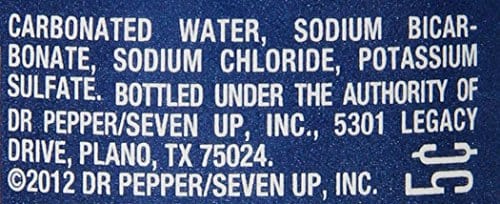 CARBONATED WATER, SODIUM BICAR-
BONATE, SODIUM CHLORIDE, POTASSIUM
SULFATE. BOTTLED UNDER THE AUTHORITY OF
DR PEPPER/SEVEN UP, INC., 5301 LEGACY
DRIVE, PLANO, TX 75024.
©2012 DR PEPPER/SEVEN UP, INC.
5¢